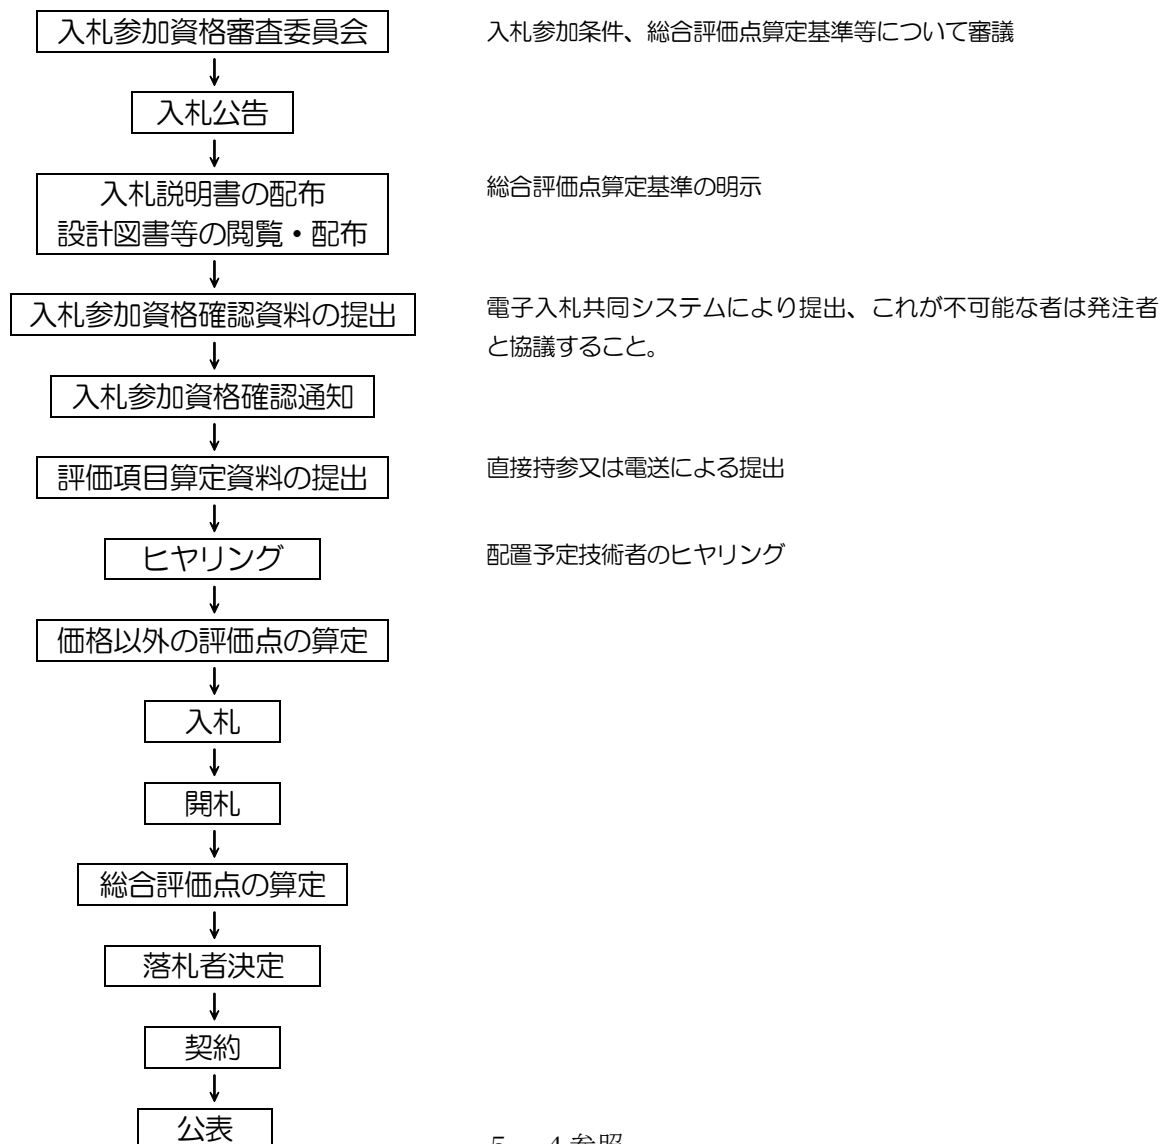 入札参加資格審査委員会
入札参加条件、総合評価点算定基準等について審議
入札公告
入札説明書の配布
設計図書等の閲覧・配布
総合評価点算定基準の明示
入札参加資格確認資料の提出
電子入札共同システムにより提出、これが不可能な者は発注者
と協議すること。
入札参加資格確認通知
評価項目算定資料の提出
直接持参又は電送による提出
ヒヤリング
配置予定技術者のヒヤリング
価格以外の評価点の算定
入札
開札
総合評価点の算定
落札者決定
契約
公表
５－４参照